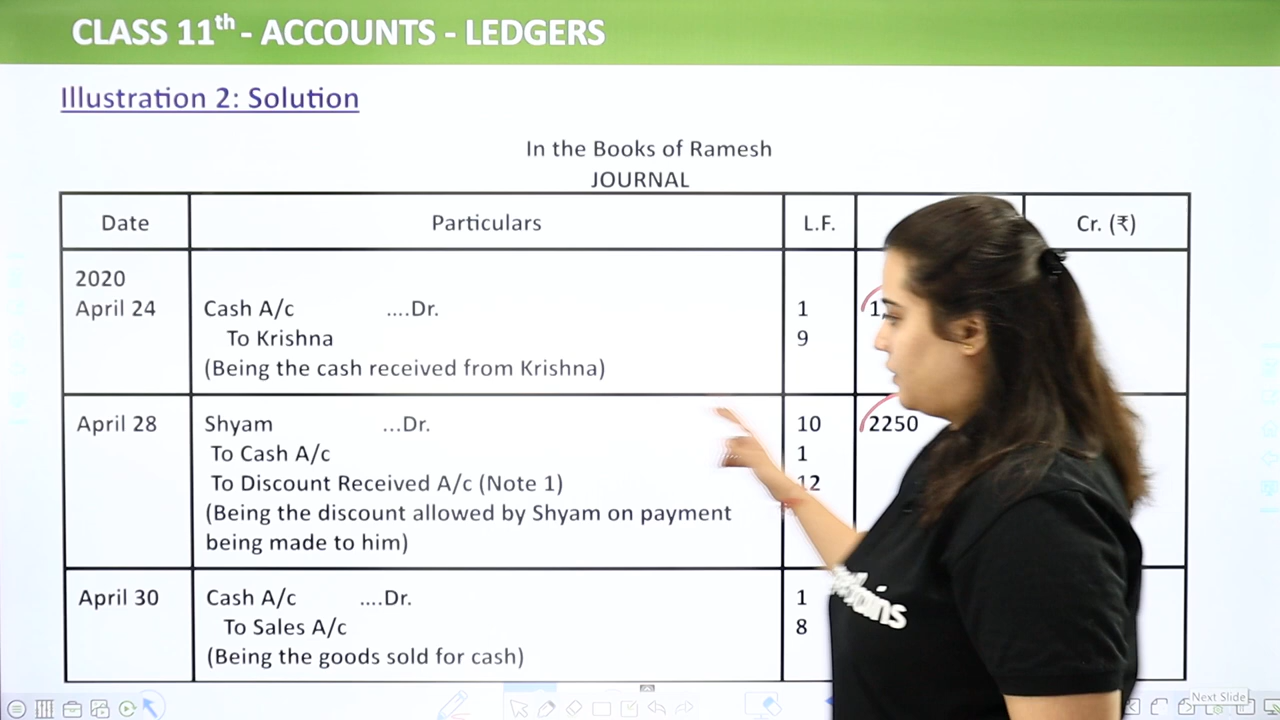 CLASS 11th - ACCOUNTS - LEDGERS
Illustration 2: Solution
In the Books of Ramesh
JOURNAL
Date Particulars L.F. Cr. (₹)
2020
April 24 Cash A/c ....Dr. 1
To Krishna 9
(Being the cash received from Krishna)
April 28 Shyam ...Dr. 10 2250
To Cash A/c 1
To Discount Received A/c (Note 1) 12
(Being the discount allowed by Shyam on payment
being made to him)
April 30 Cash A/c ....Dr. 1
To Sales A/c 8
(Being the goods sold for cash)
Next Slide